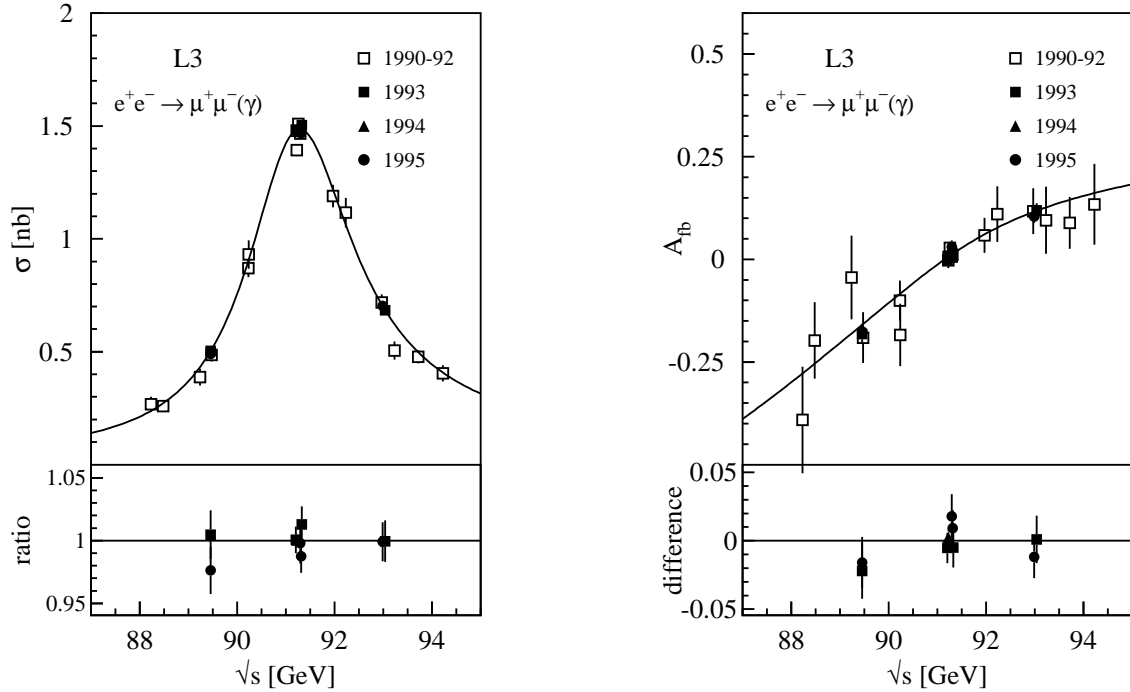 2
1.5
1
0.5
σ [nb]
L3
e⁺e⁻ → μ⁺μ⁻(γ)
1990-92
1993
1994
1995
1.05
1
0.95
ratio
88 90 92 94
√s [GeV]
0.5
0.25
0
-0.25
A_fb
L3
e⁺e⁻ → μ⁺μ⁻(γ)
1990-92
1993
1994
1995
0.05
0
-0.05
difference
88 90 92 94
√s [GeV]